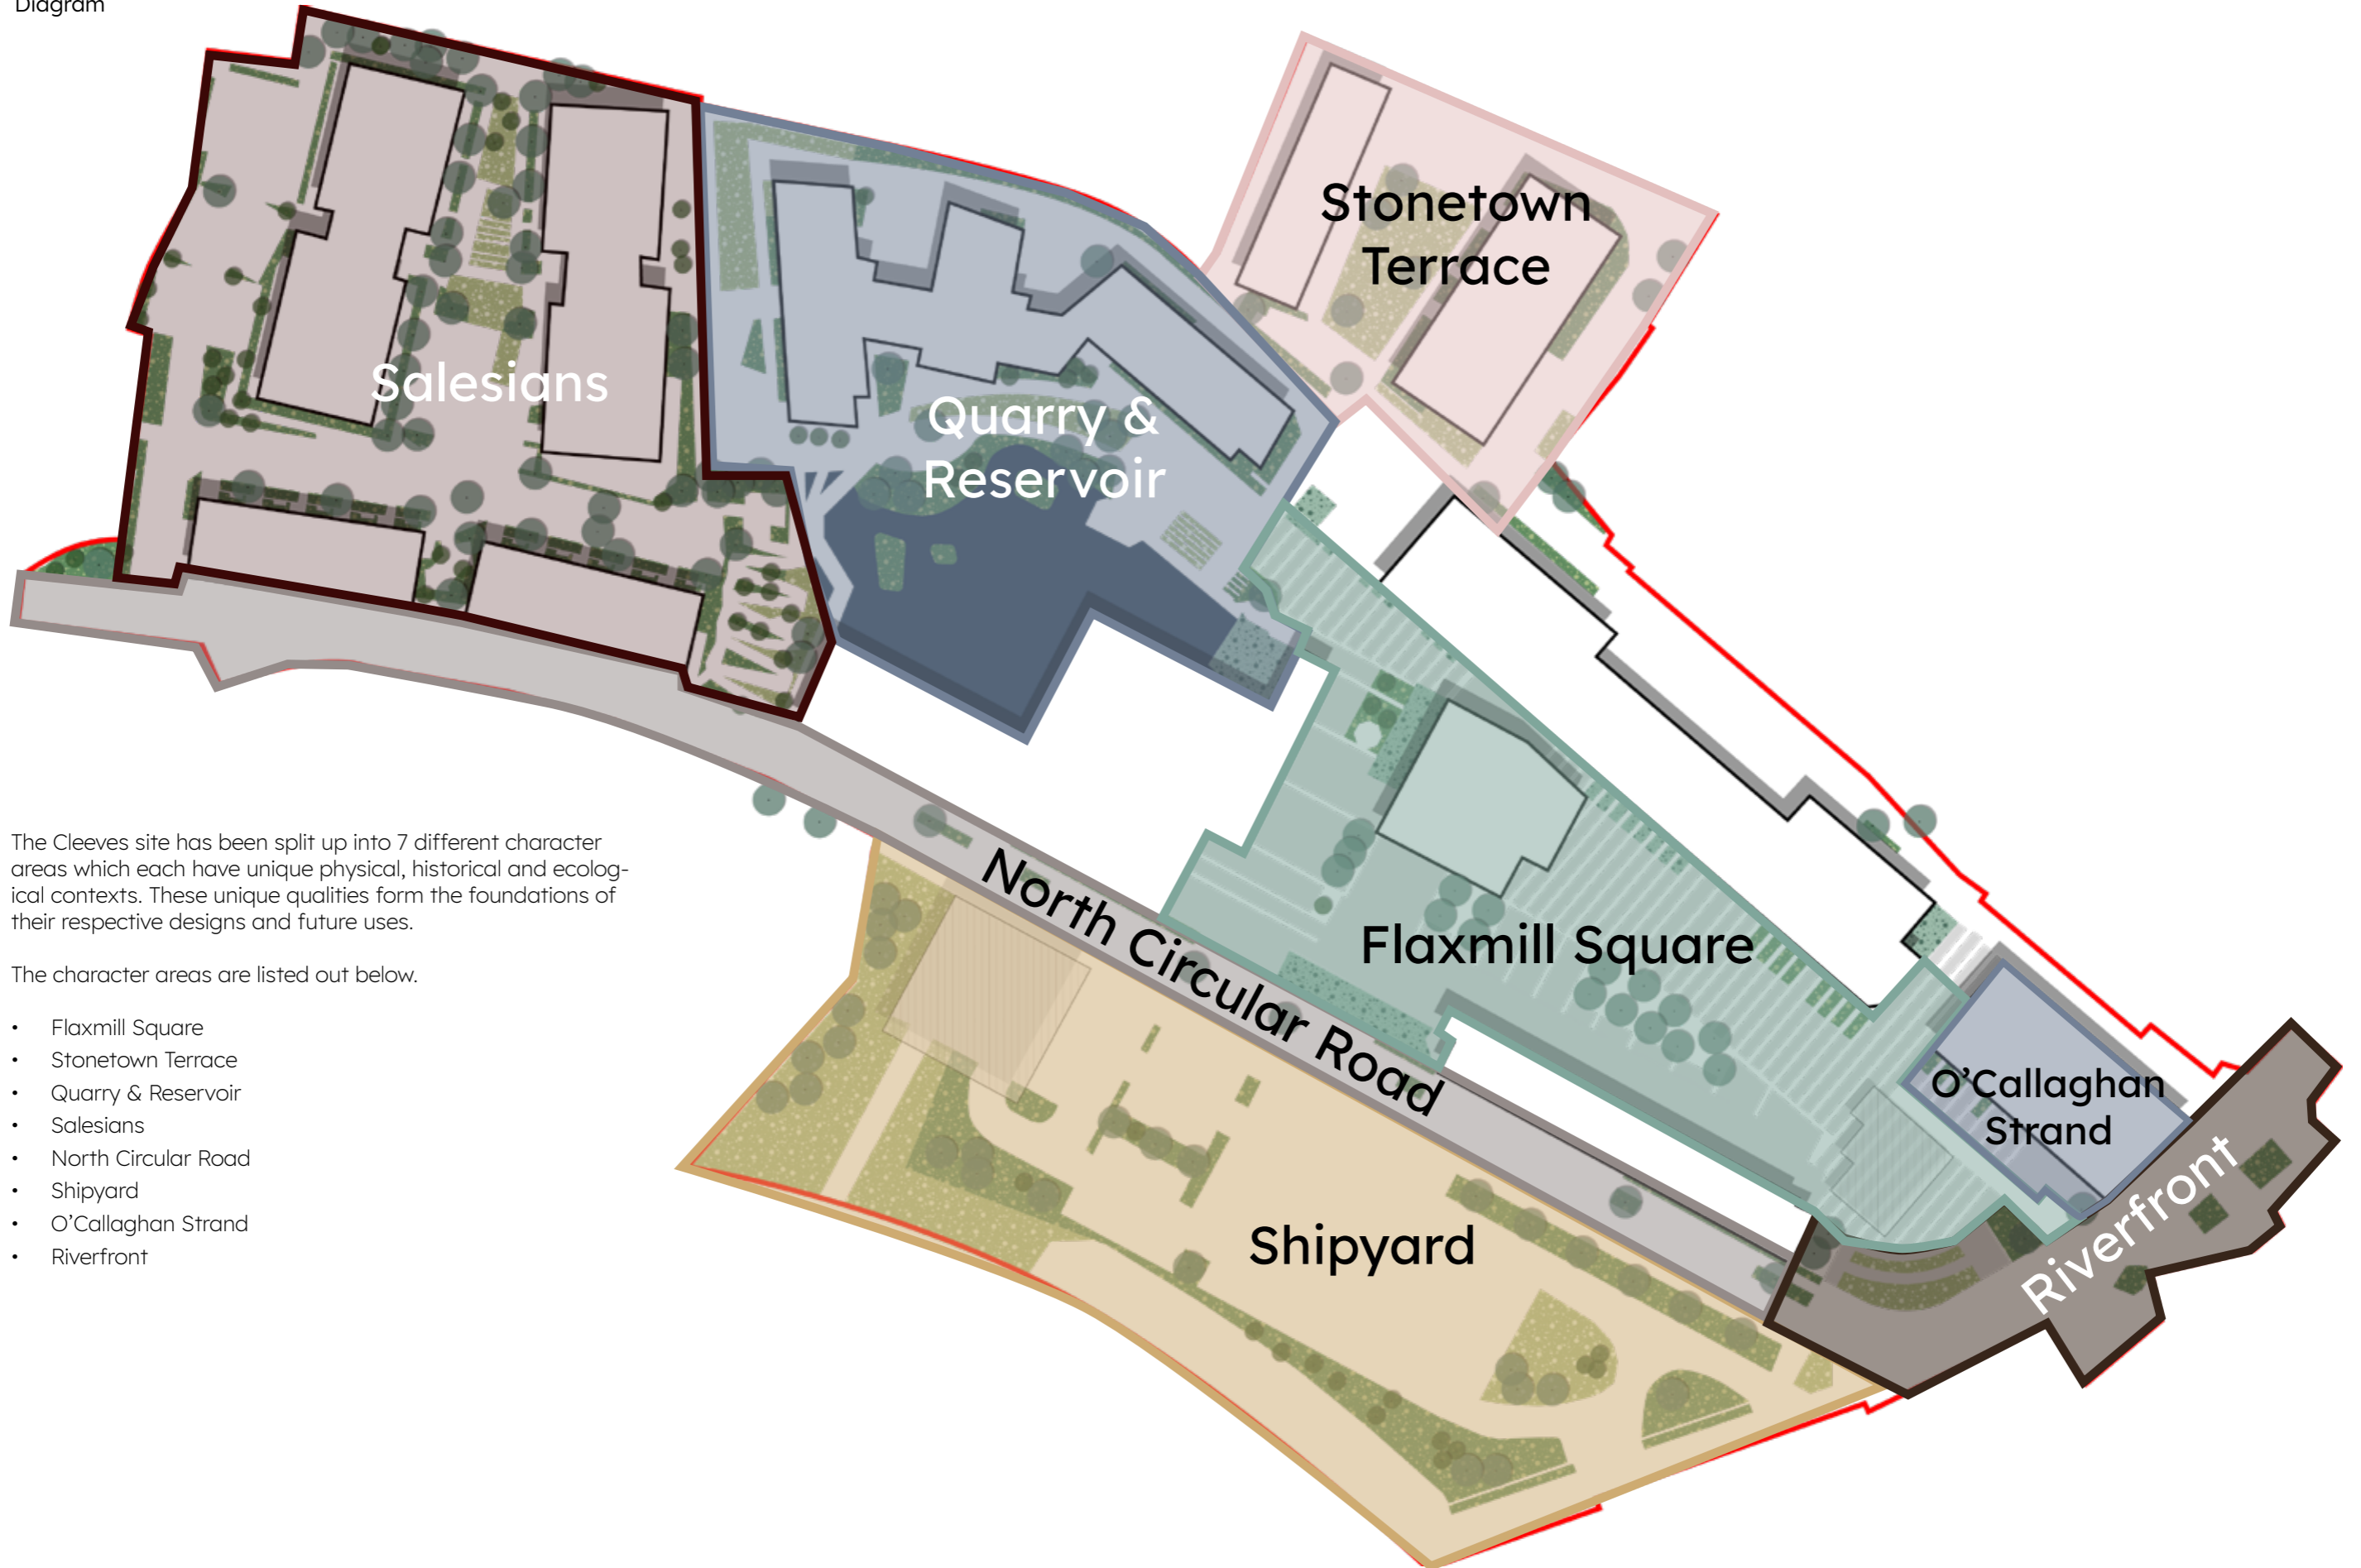 Diagram
Stonetown
Terrace
Salesians
Quarry &
Reservoir
The Cleeves site has been split up into 7 different character
areas which each have unique physical, historical and ecolog-
ical contexts. These unique qualities form the foundations of
their respective designs and future uses.
The character areas are listed out below.
• Flaxmill Square
• Stonetown Terrace
• Quarry & Reservoir
• Salesians
• North Circular Road
• Shipyard
• O’Callaghan Strand
• Riverfront
North Circular Road
Flaxmill Square
O’Callaghan
Strand
Riverfront
Shipyard